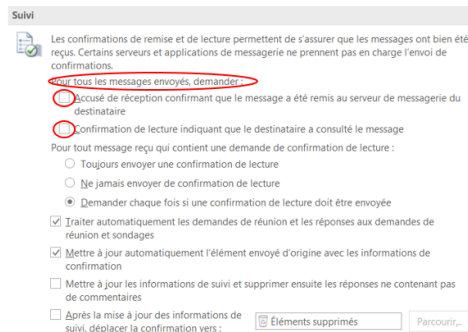 Suivi
Les confirmations de remise et de lecture permettent de s'assurer que les messages ont bien été
reçus. Certains serveurs et applications de messagerie ne prennent pas en charge l'envoi de
confirmations.
Pour tous les messages envoyés, demander :
Accusé de réception confirmant que le message a été remis au serveur de messagerie du
destinataire
Confirmation de lecture indiquant que le destinataire a consulté le message
Pour tout message reçu qui contient une demande de confirmation de lecture :
Toujours envoyer une confirmation de lecture
Ne jamais envoyer de confirmation de lecture
Demander chaque fois si une confirmation de lecture doit être envoyée
Traiter automatiquement les demandes de réunion et les réponses aux demandes de
réunion et sondages
Mettre à jour automatiquement l'élément envoyé d'origine avec les informations de
confirmation
Mettre à jour les informations de suivi et supprimer ensuite les réponses ne contenant pas
de commentaires
Après la mise à jour des informations de
suivi, déplacer la confirmation vers :
Éléments supprimés
Parcourir...